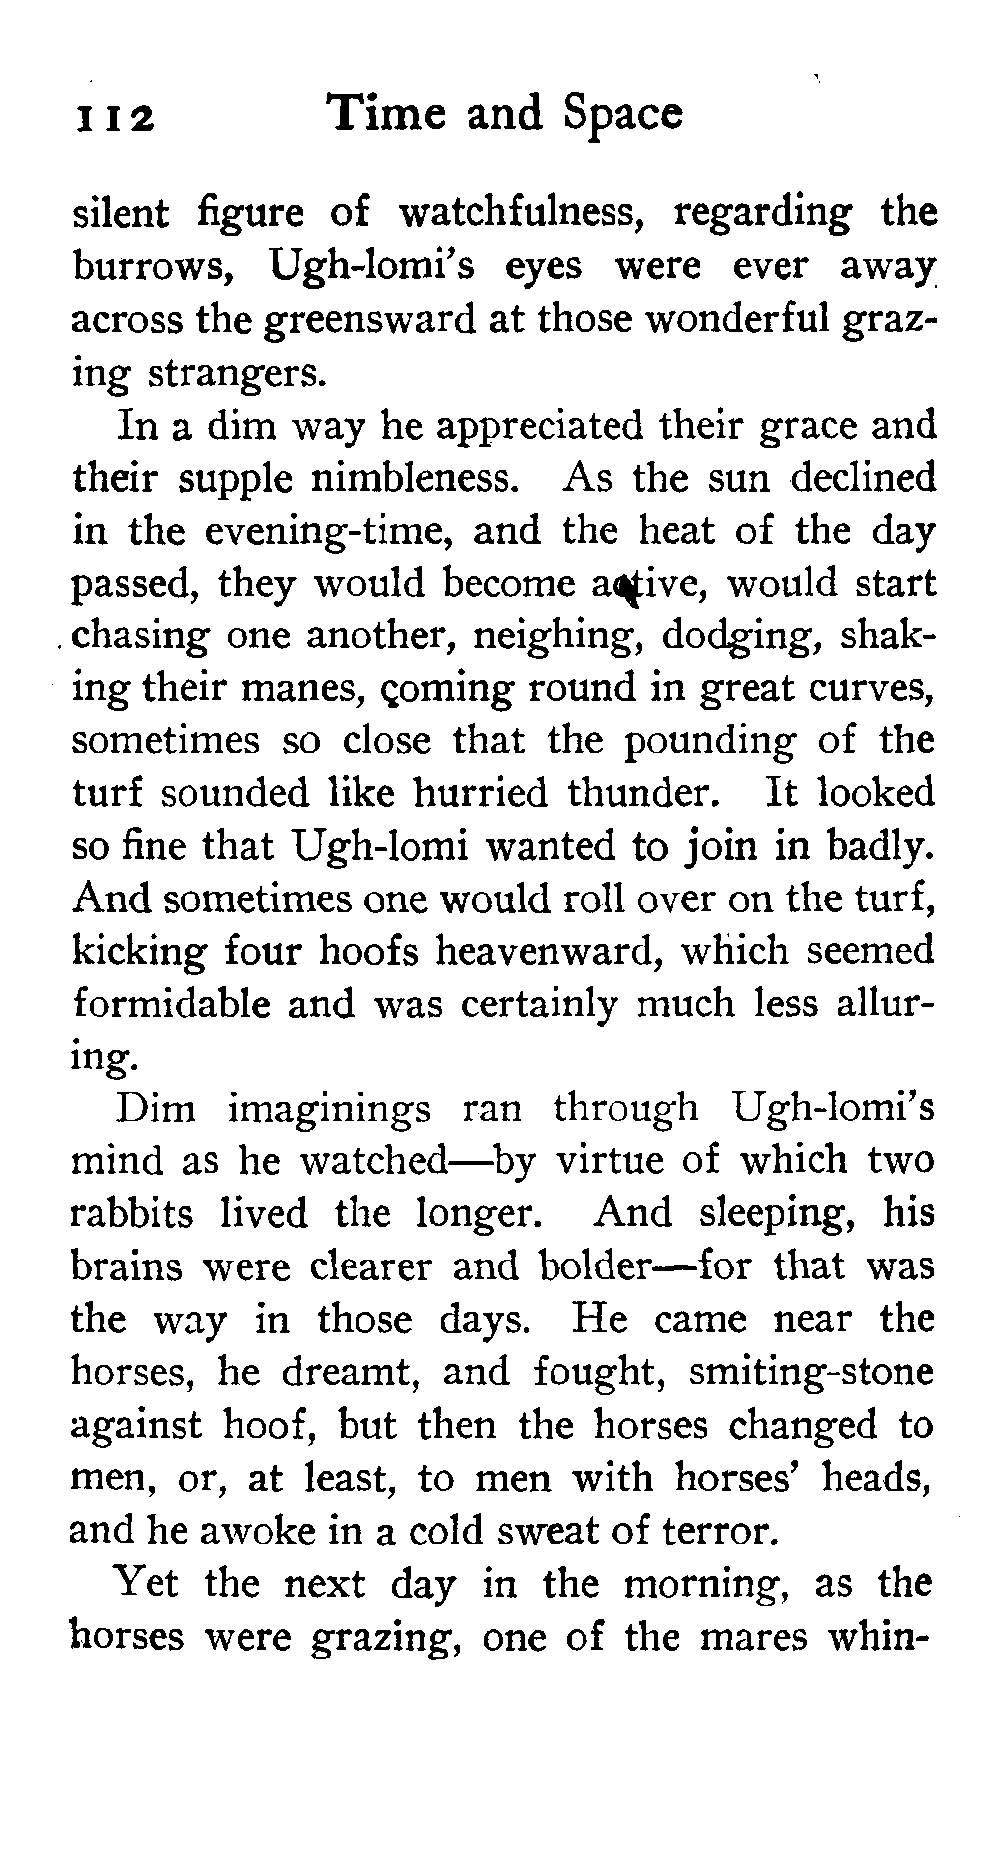 112 Time and Space
silent figure of watchfulness, regarding the
burrows, Ugh-lomi's eyes were ever away
across the greensward at those wonderful graz-
ing strangers.
In a dim way he appreciated their grace and
their supple nimbleness. As the sun declined
in the evening-time, and the heat of the day
passed, they would become active, would start
chasing one another, neighing, dodging, shak-
ing their manes, coming round in great curves,
sometimes so close that the pounding of the
turf sounded like hurried thunder. It looked
so fine that Ugh-lomi wanted to join in badly.
And sometimes one would roll over on the turf,
kicking four hoofs heavenward, which seemed
formidable and was certainly much less allur-
ing.
Dim imaginings ran through Ugh-lomi's
mind as he watched—by virtue of which two
rabbits lived the longer. And sleeping, his
brains were clearer and bolder—for that was
the way in those days. He came near the
horses, he dreamt, and fought, smiting-stone
against hoof, but then the horses changed to
men, or, at least, to men with horses' heads,
and he awoke in a cold sweat of terror.
Yet the next day in the morning, as the
horses were grazing, one of the mares whin-